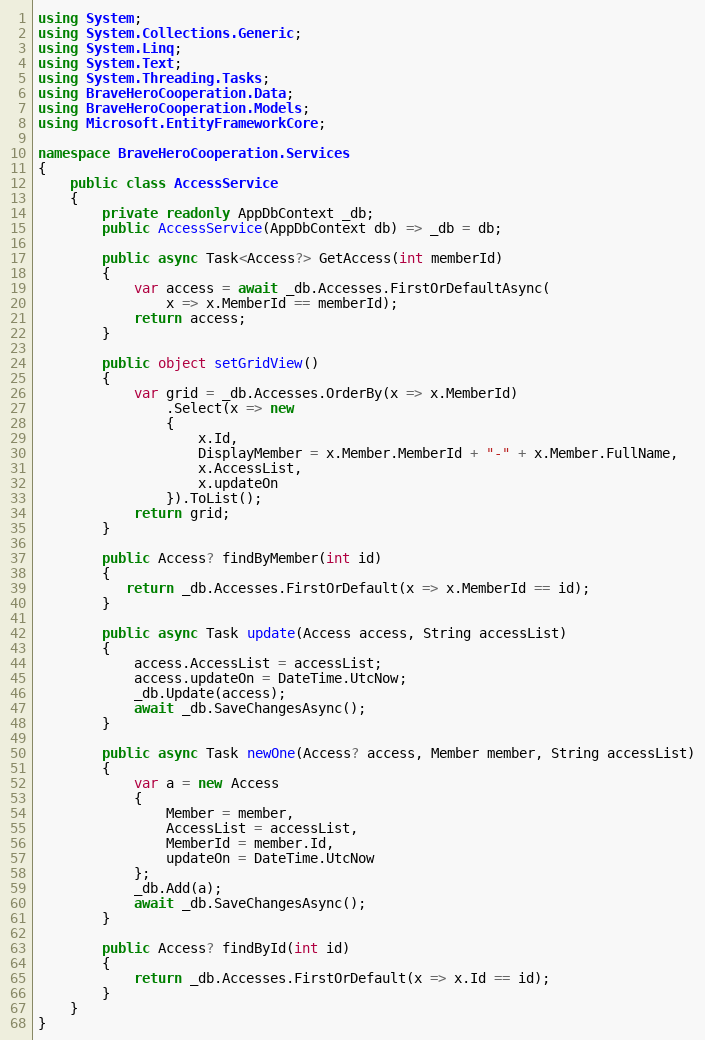 1 using System;
2 using System.Collections.Generic;
3 using System.Linq;
4 using System.Text;
5 using System.Threading.Tasks;
6 using BraveHeroCooperation.Data;
7 using BraveHeroCooperation.Models;
8 using Microsoft.EntityFrameworkCore;
9
10 namespace BraveHeroCooperation.Services
11 {
12     public class AccessService
13     {
14         private readonly AppDbContext _db;
15         public AccessService(AppDbContext db) => _db = db;
16
17         public async Task<Access?> GetAccess(int memberId)
18         {
19             var access = await _db.Accesses.FirstOrDefaultAsync(
20                 x => x.MemberId == memberId);
21             return access;
22         }
23
24         public object setGridView()
25         {
26             var grid = _db.Accesses.OrderBy(x => x.MemberId)
27                 .Select(x => new
28                 {
29                     x.Id,
30                     DisplayMember = x.Member.MemberId + "-" + x.Member.FullName,
31                     x.AccessList,
32                     x.updateOn
33                 }).ToList();
34             return grid;
35         }
36
37         public Access? findByMember(int id)
38         {
39            return _db.Accesses.FirstOrDefault(x => x.MemberId == id);
40         }
41
42         public async Task update(Access access, String accessList)
43         {
44             access.AccessList = accessList;
45             access.updateOn = DateTime.UtcNow;
46             _db.Update(access);
47             await _db.SaveChangesAsync();
48         }
49
50         public async Task newOne(Access? access, Member member, String accessList)
51         {
52             var a = new Access
53             {
54                 Member = member,
55                 AccessList = accessList,
56                 MemberId = member.Id,
57                 updateOn = DateTime.UtcNow
58             };
59             _db.Add(a);
60             await _db.SaveChangesAsync();
61         }
62
63         public Access? findById(int id)
64         {
65             return _db.Accesses.FirstOrDefault(x => x.Id == id);
66         }
67     }
68 }